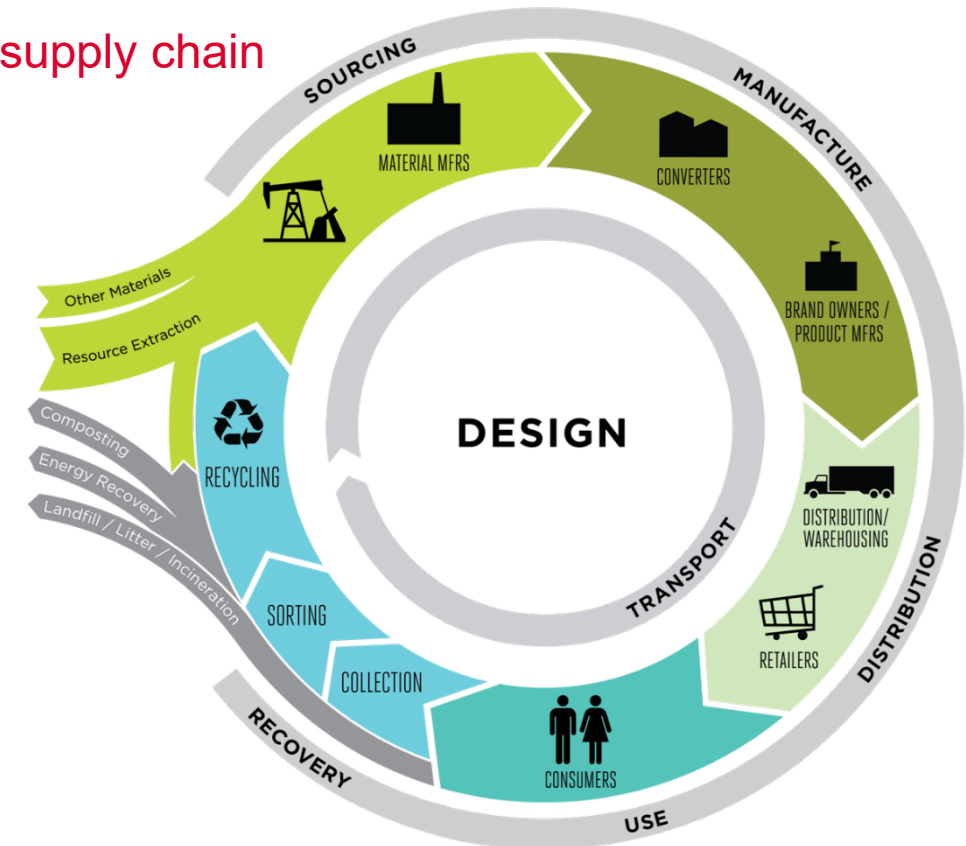 supply chain
SOURCING
MANUFACTURE
MATERIAL MFRS
CONVERTERS
BRAND OWNERS /
PRODUCT MFRS
Other Materials
Resource Extraction
Composting
Energy Recovery
Landfill / Litter / Incineration
RECYCLING
DESIGN
DISTRIBUTION/
WAREHOUSING
TRANSPORT
DISTRIBUTION
SORTING
RETAILERS
COLLECTION
RECOVERY
CONSUMERS
USE